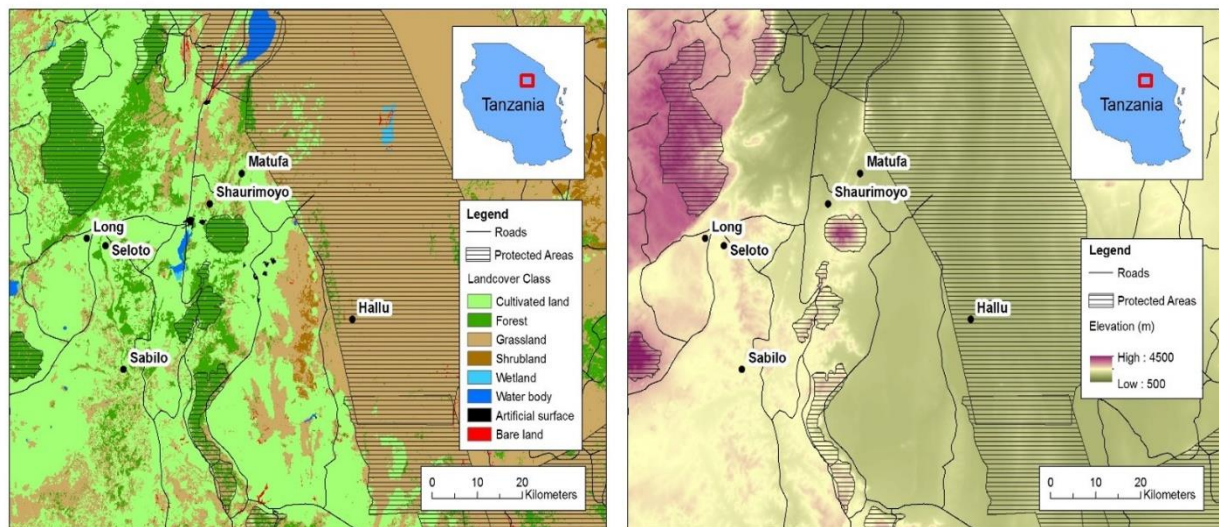 Tanzania
Matufa
Shaurimoyo
Long
Seloto
Hallu
Sabilo
Legend
Roads
Protected Areas
Landcover Class
Cultivated land
Forest
Grassland
Shrubland
Wetland
Water body
Artificial surface
Bare land
0 10 20
Kilometers
Tanzania
Matufa
Shaurimoyo
Long
Seloto
Hallu
Sabilo
Legend
Roads
Protected Areas
Elevation (m)
High : 4500
Low : 500
0 10 20
Kilometers